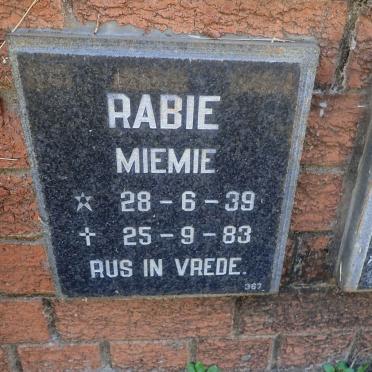 RABIE
MIEMIE
☆ 28-6-39
✝ 25-9-83
RUS IN VREDE.
367